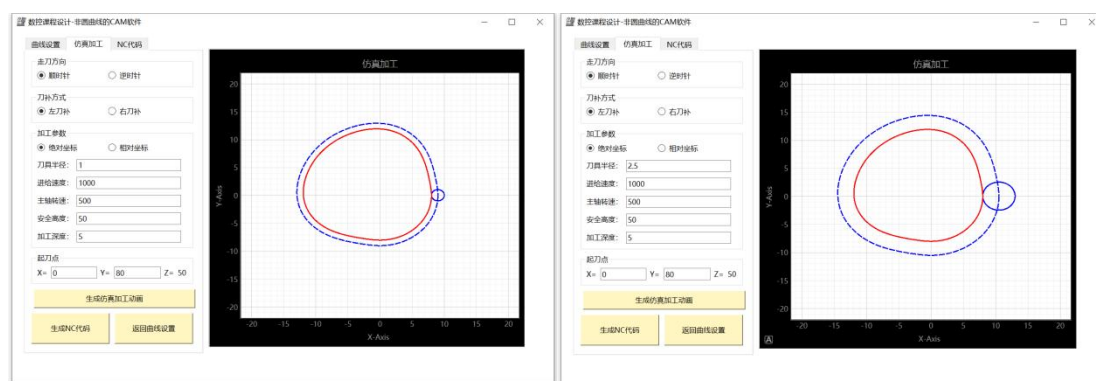 数控课程设计-非圆曲线的CAM软件
曲线设置 仿真加工 NC代码
走刀方向
顺时针 逆时针
刀补方式
左刀补 右刀补
加工参数
绝对坐标 相对坐标
刀具半径: 1
进给速度: 1000
主轴转速: 500
安全高度: 50
加工深度: 5
起刀点
X= 0 Y= 80 Z= 50
生成仿真加工动画
生成NC代码 返回曲线设置
仿真加工
20
15
10
5
0
-5
-10
-15
-20
Y-Axis
-20 -15 -10 -5 0 5 10 15 20
X-Axis
数控课程设计-非圆曲线的CAM软件
曲线设置 仿真加工 NC代码
走刀方向
顺时针 逆时针
刀补方式
左刀补 右刀补
加工参数
绝对坐标 相对坐标
刀具半径: 2.5
进给速度: 1000
主轴转速: 500
安全高度: 50
加工深度: 5
起刀点
X= 0 Y= 80 Z= 50
生成仿真加工动画
生成NC代码 返回曲线设置
仿真加工
20
15
10
5
0
-5
-10
-15
-20
Y-Axis
-20 -15 -10 -5 0 5 10 15 20
A
X-Axis